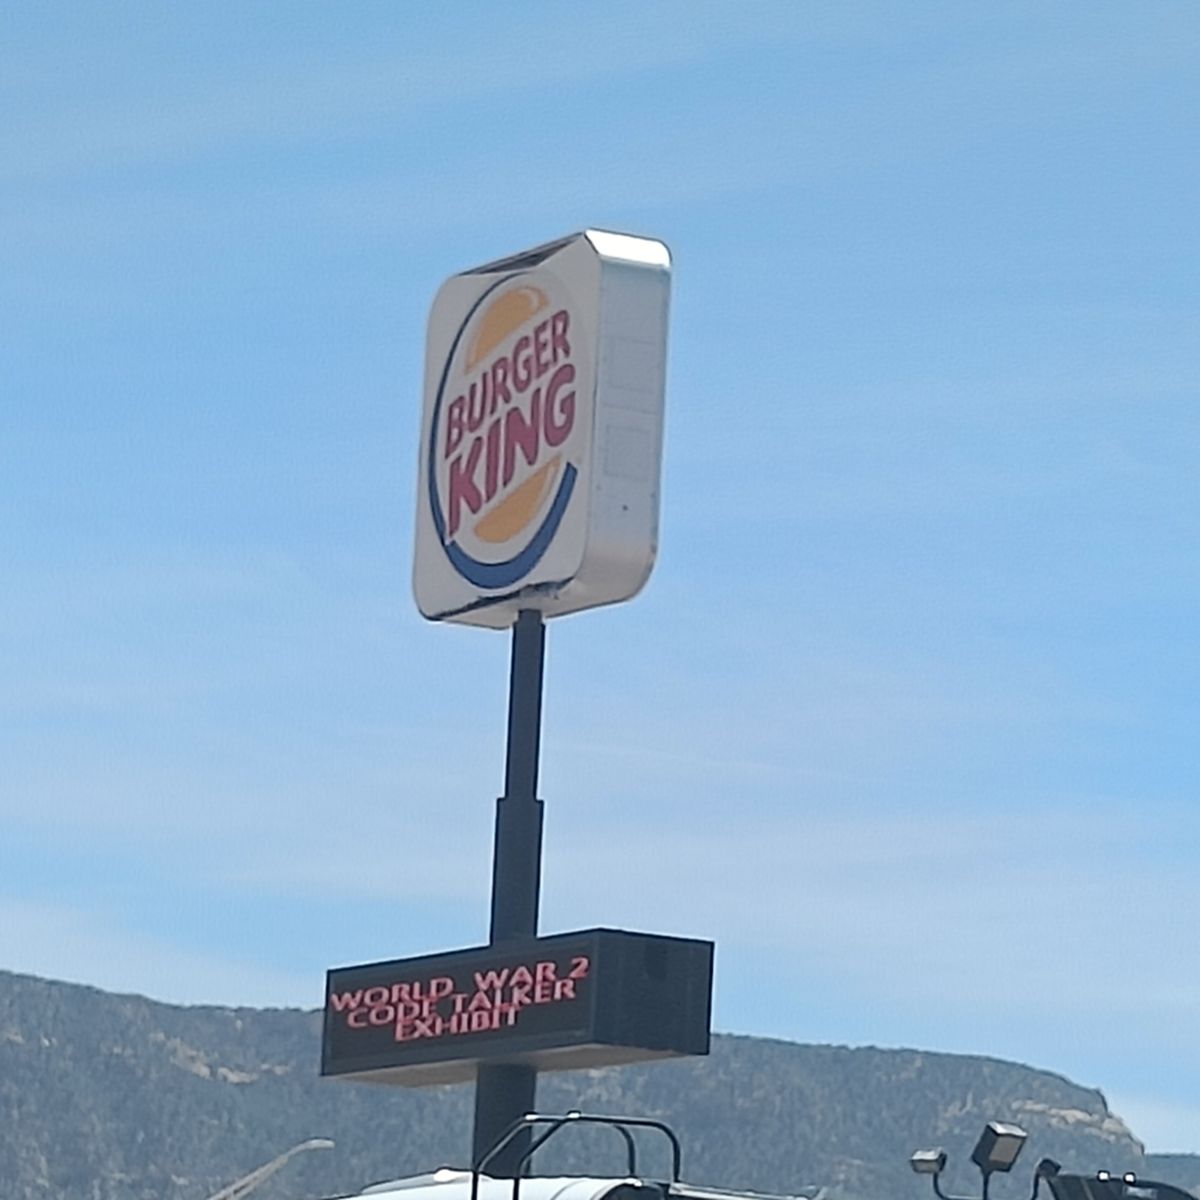 BURGER
KING
WORLD WAR 2
CODE TALKER
EXHIBIT